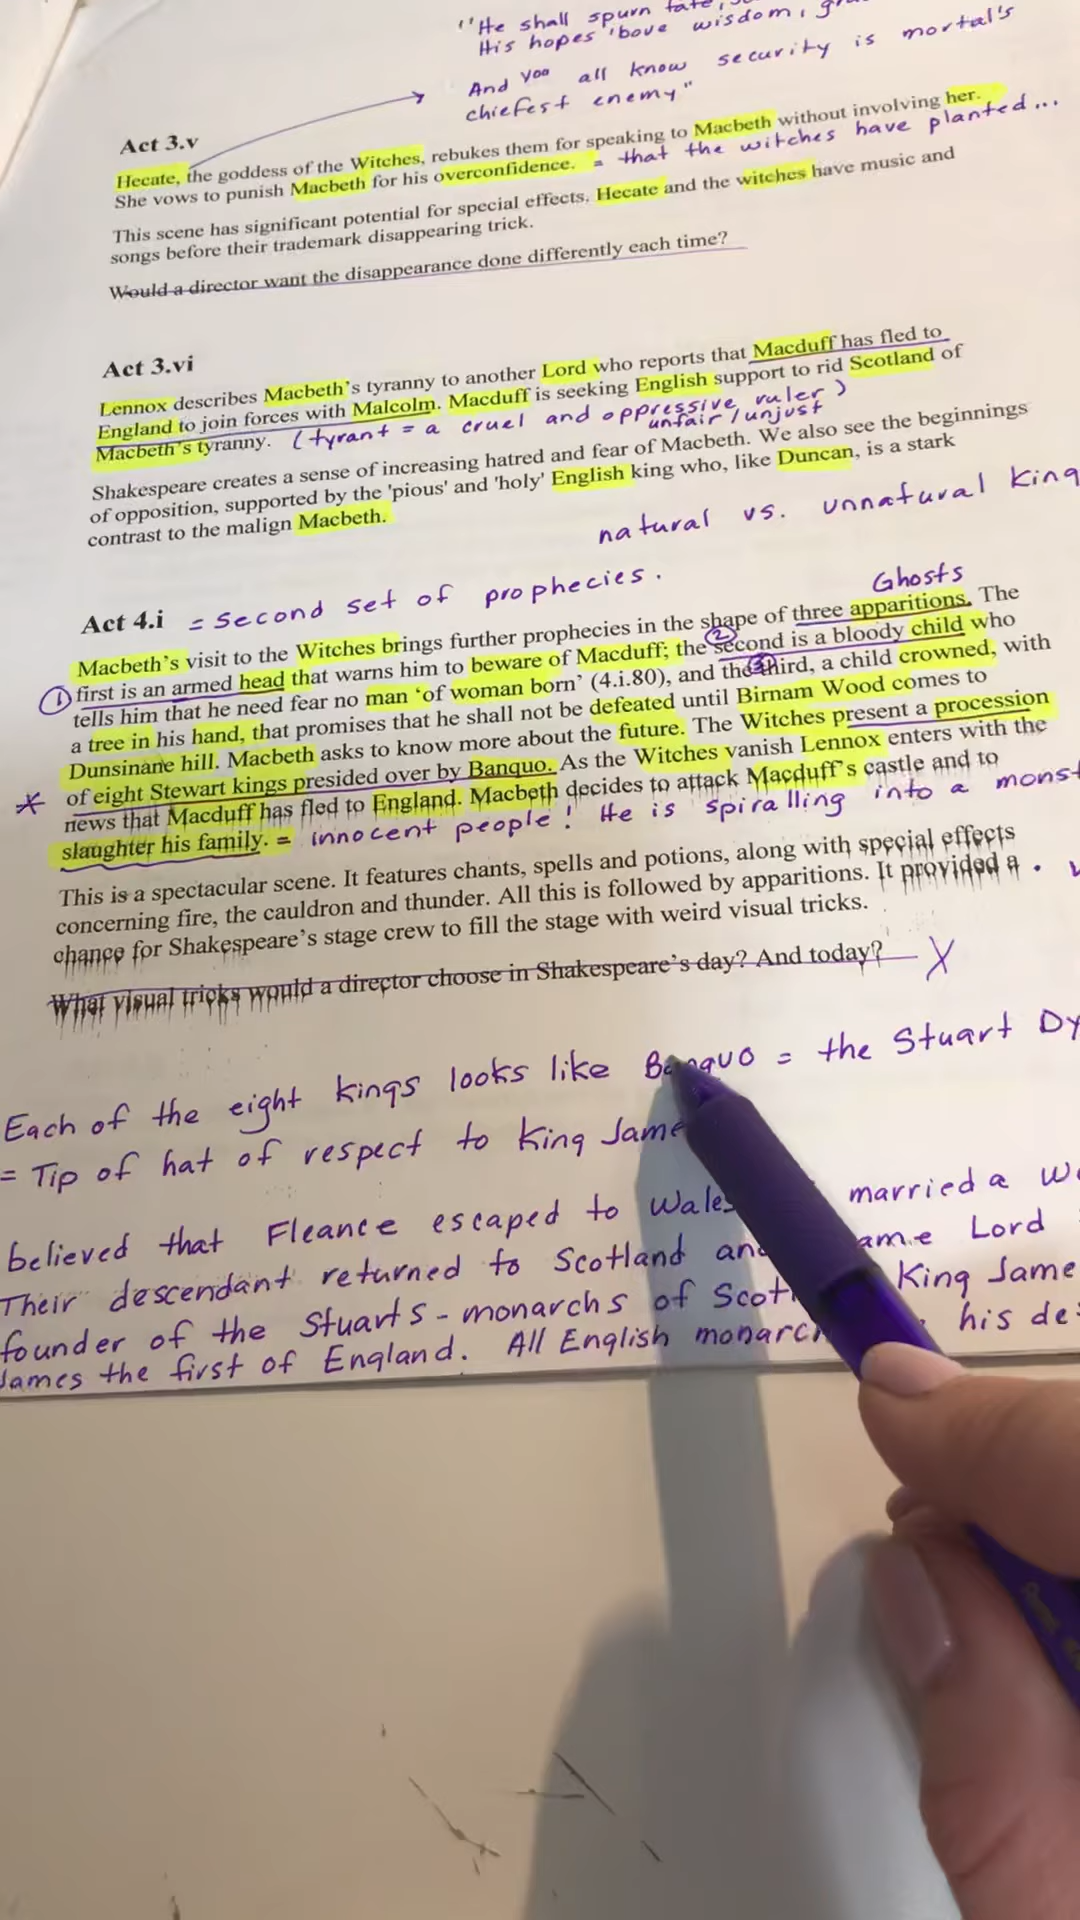 "He shall spurn fate,
His hopes 'bove wisdom,
And you all know security is mortal's
chiefest enemy"
Act 3.v
Hecate, the goddess of the Witches, rebukes them for speaking to Macbeth without involving her.
She vows to punish Macbeth for his overconfidence. = that the witches have planted...
This scene has significant potential for special effects. Hecate and the witches have music and
songs before their trademark disappearing trick.
Would a director want the disappearance done differently each time?
Act 3.vi
Lennox describes Macbeth's tyranny to another Lord who reports that Macduff has fled to
England to join forces with Malcolm. Macduff is seeking English support to rid Scotland of
Macbeth's tyranny. (tyrant = a cruel and oppressive ruler)
unfair/unjust
Shakespeare creates a sense of increasing hatred and fear of Macbeth. We also see the beginnings
of opposition, supported by the 'pious' and 'holy' English king who, like Duncan, is a stark
contrast to the malign Macbeth.
natural vs. unnatural King
Act 4.i = second set of prophecies.
Ghosts
Macbeth's visit to the Witches brings further prophecies in the shape of three apparitions. The
① first is an armed head that warns him to beware of Macduff; the ② second is a bloody child who
tells him that he need fear no man 'of woman born' (4.i.80), and the ③ third, a child crowned, with
a tree in his hand, that promises that he shall not be defeated until Birnam Wood comes to
Dunsinane hill. Macbeth asks to know more about the future. The Witches present a procession
* of eight Stewart kings presided over by Banquo. As the Witches vanish Lennox enters with the
news that Macduff has fled to England. Macbeth decides to attack Macduff's castle and to
slaughter his family. = innocent people! He is spiralling into a monst
This is a spectacular scene. It features chants, spells and potions, along with special effects
concerning fire, the cauldron and thunder. All this is followed by apparitions. It provided a
chance for Shakespeare's stage crew to fill the stage with weird visual tricks.
What visual tricks would a director choose in Shakespeare's day? And today? X
Each of the eight kings looks like Banquo = the Stuart Dy
= Tip of hat of respect to King Jame
believed that Fleance escaped to Wales married a
Their descendant returned to Scotland and Lord
founder of the Stuarts - monarchs of King Jame
James the first of England. All English his de